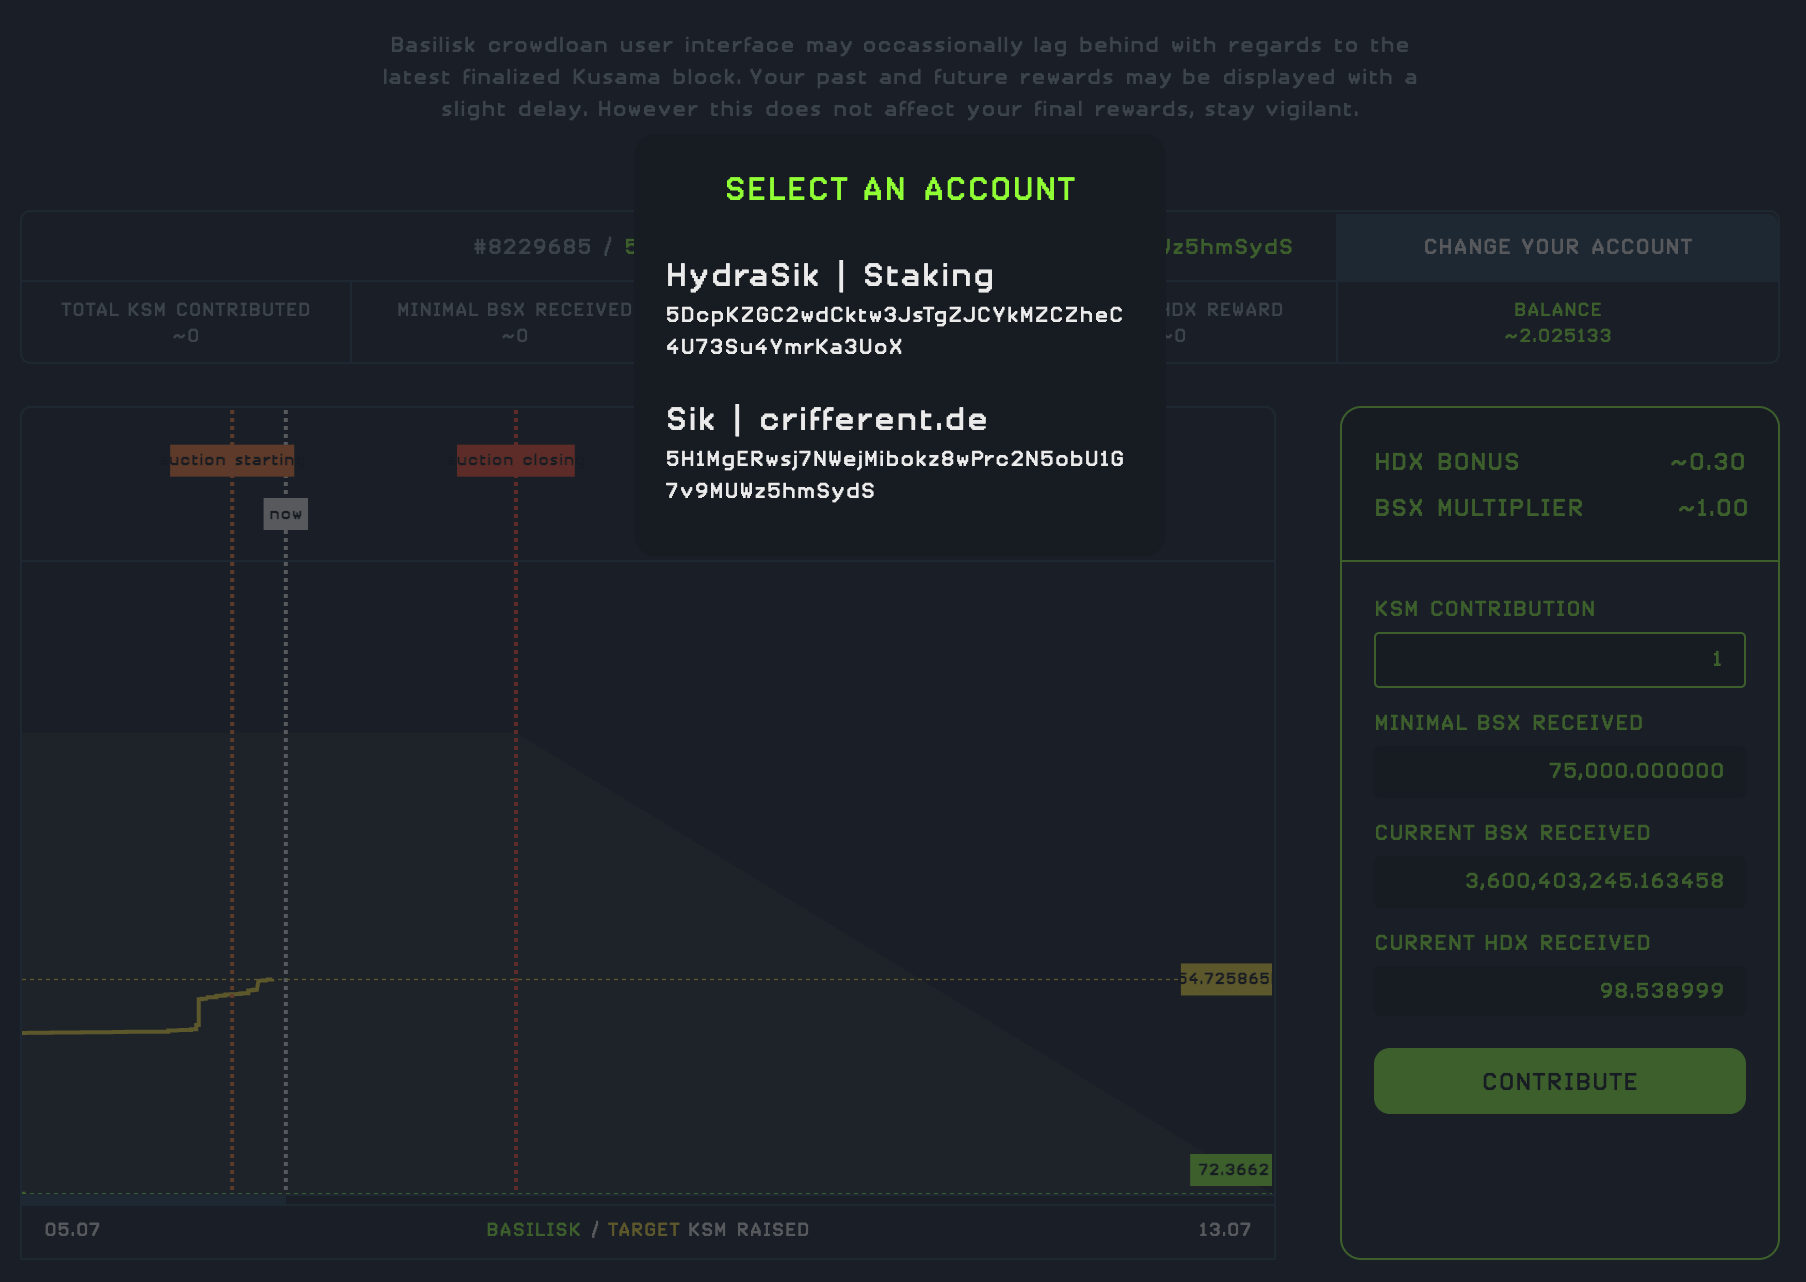 Basilisk crowdloan user interface may occassionally lag behind with regards to the
latest finalized Kusama block. Your past and future rewards may be displayed with a
slight delay. However this does not affect your final rewards, stay vigilant.
SELECT AN ACCOUNT
HydraSik | Staking
5DcpKZGC2wdCktw3JsTgZJCYkMZCZheC
4U73Su4YmrKa3UoX
Sik | crifferent.de
5H1MgERwsj7NWejMibokz8wPrc2N5obU1G
7v9MUWz5hmSydS
#8229685 / 5
z5hmSydS
CHANGE YOUR ACCOUNT
TOTAL KSM CONTRIBUTED
~0
MINIMAL BSX RECEIVED
~0
HDX REWARD
~0
BALANCE
~2.025133
uction startin
uction closin
now
54.725865
72.3662
05.07
BASILISK / TARGET KSM RAISED
13.07
HDX BONUS ~0.30
BSX MULTIPLIER ~1.00
KSM CONTRIBUTION
1
MINIMAL BSX RECEIVED
75,000.000000
CURRENT BSX RECEIVED
3,600,403,245.163458
CURRENT HDX RECEIVED
98.538999
CONTRIBUTE